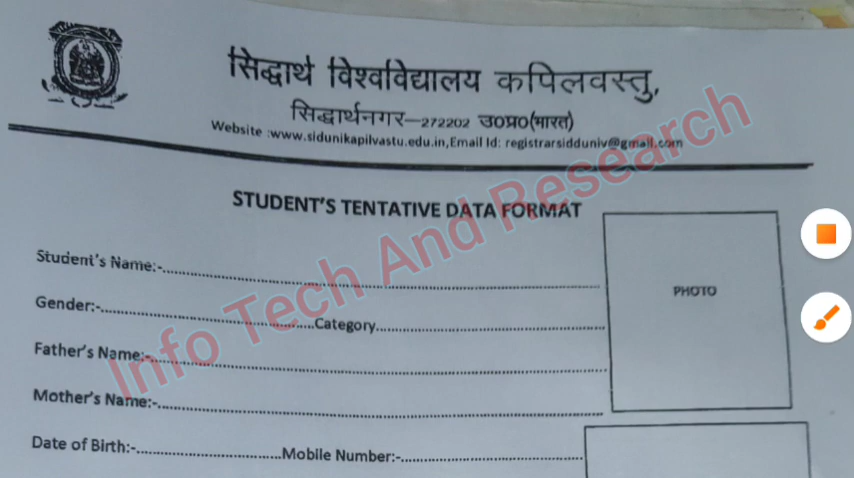 सिद्धार्थ विश्वविद्यालय कपिलवस्तु,
सिद्धार्थनगर-272202 उ0प्र0(भारत)
Website :www.sidunikapilvastu.edu.in,Email Id: registrarsidduniv@gmail.com
STUDENT'S TENTATIVE DATA FORMAT
Student's Name:-
PHOTO
Gender:- Category
Father's Name:-
Mother's Name:-
Date of Birth:- Mobile Number:-
Info Tech And Research